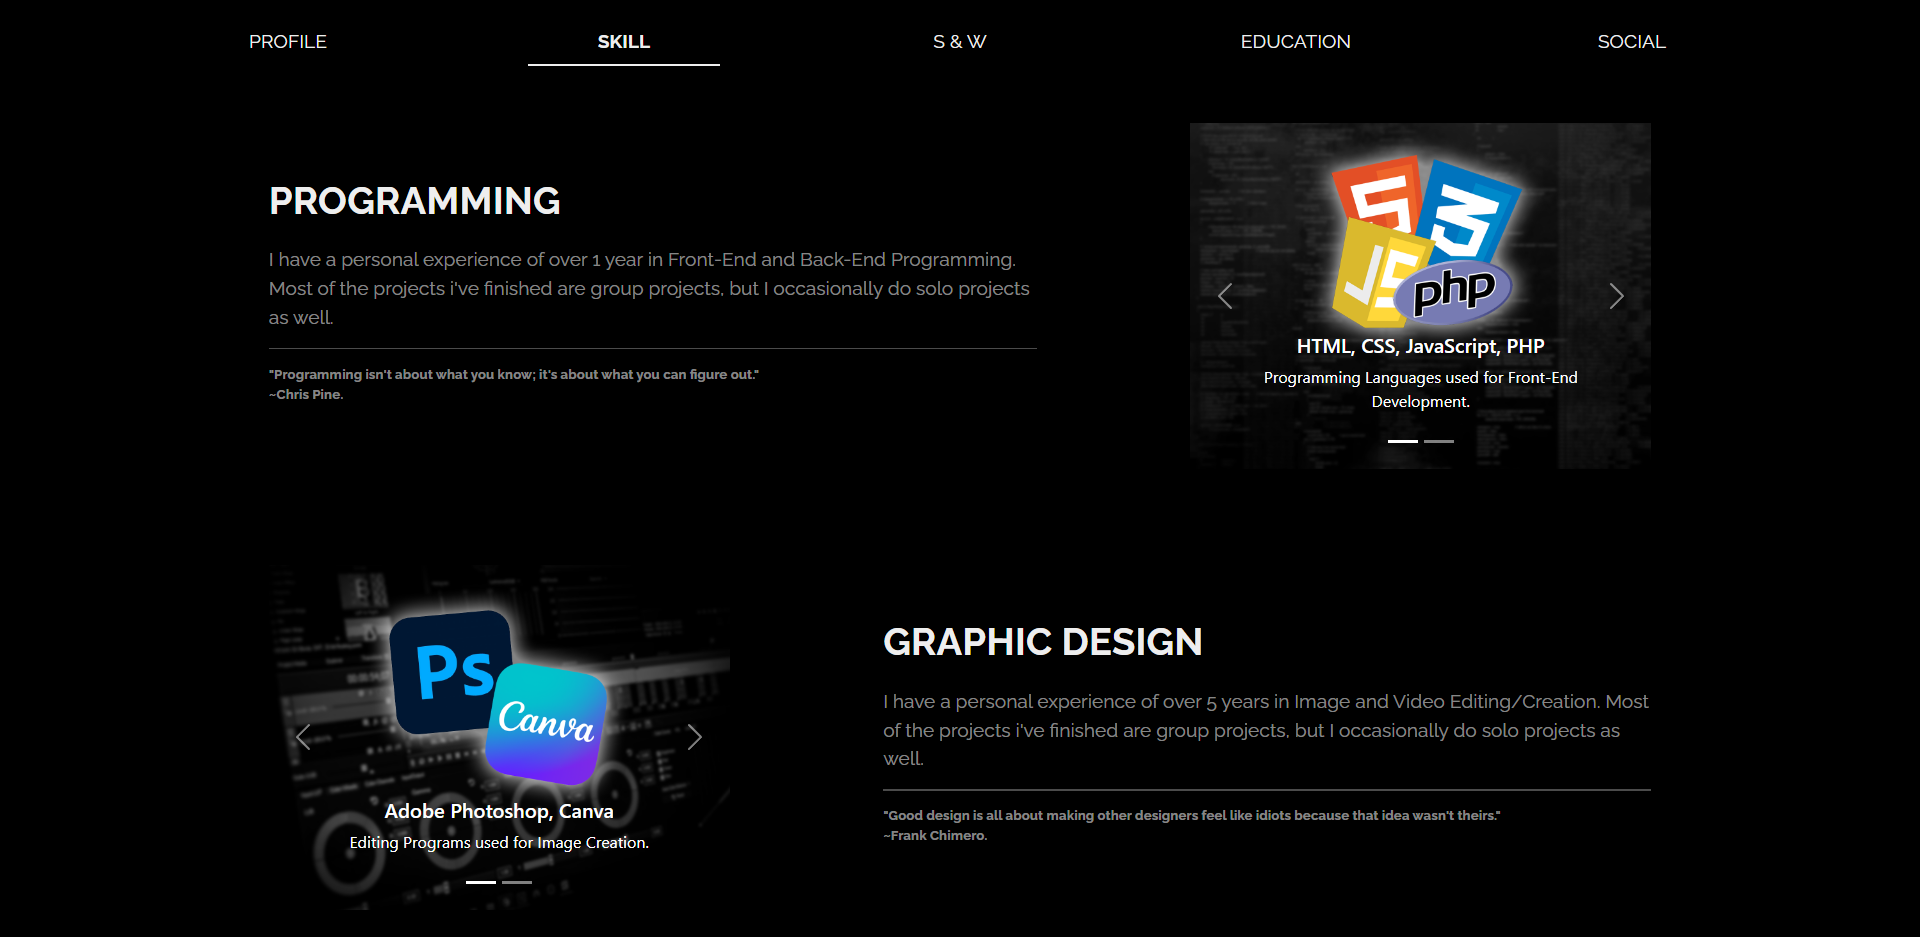 PROFILE
SKILL
S & W
EDUCATION
SOCIAL
PROGRAMMING
I have a personal experience of over 1 year in Front-End and Back-End Programming.
Most of the projects i've finished are group projects, but I occasionally do solo projects
as well.
"Programming isn't about what you know; it's about what you can figure out."
~Chris Pine.
5
3
JS
php
HTML, CSS, JavaScript, PHP
Programming Languages used for Front-End
Development.
Ps
Canva
Adobe Photoshop, Canva
Editing Programs used for Image Creation.
GRAPHIC DESIGN
I have a personal experience of over 5 years in Image and Video Editing/Creation. Most
of the projects i've finished are group projects, but I occasionally do solo projects as
well.
"Good design is all about making other designers feel like idiots because that idea wasn't theirs."
~Frank Chimero.